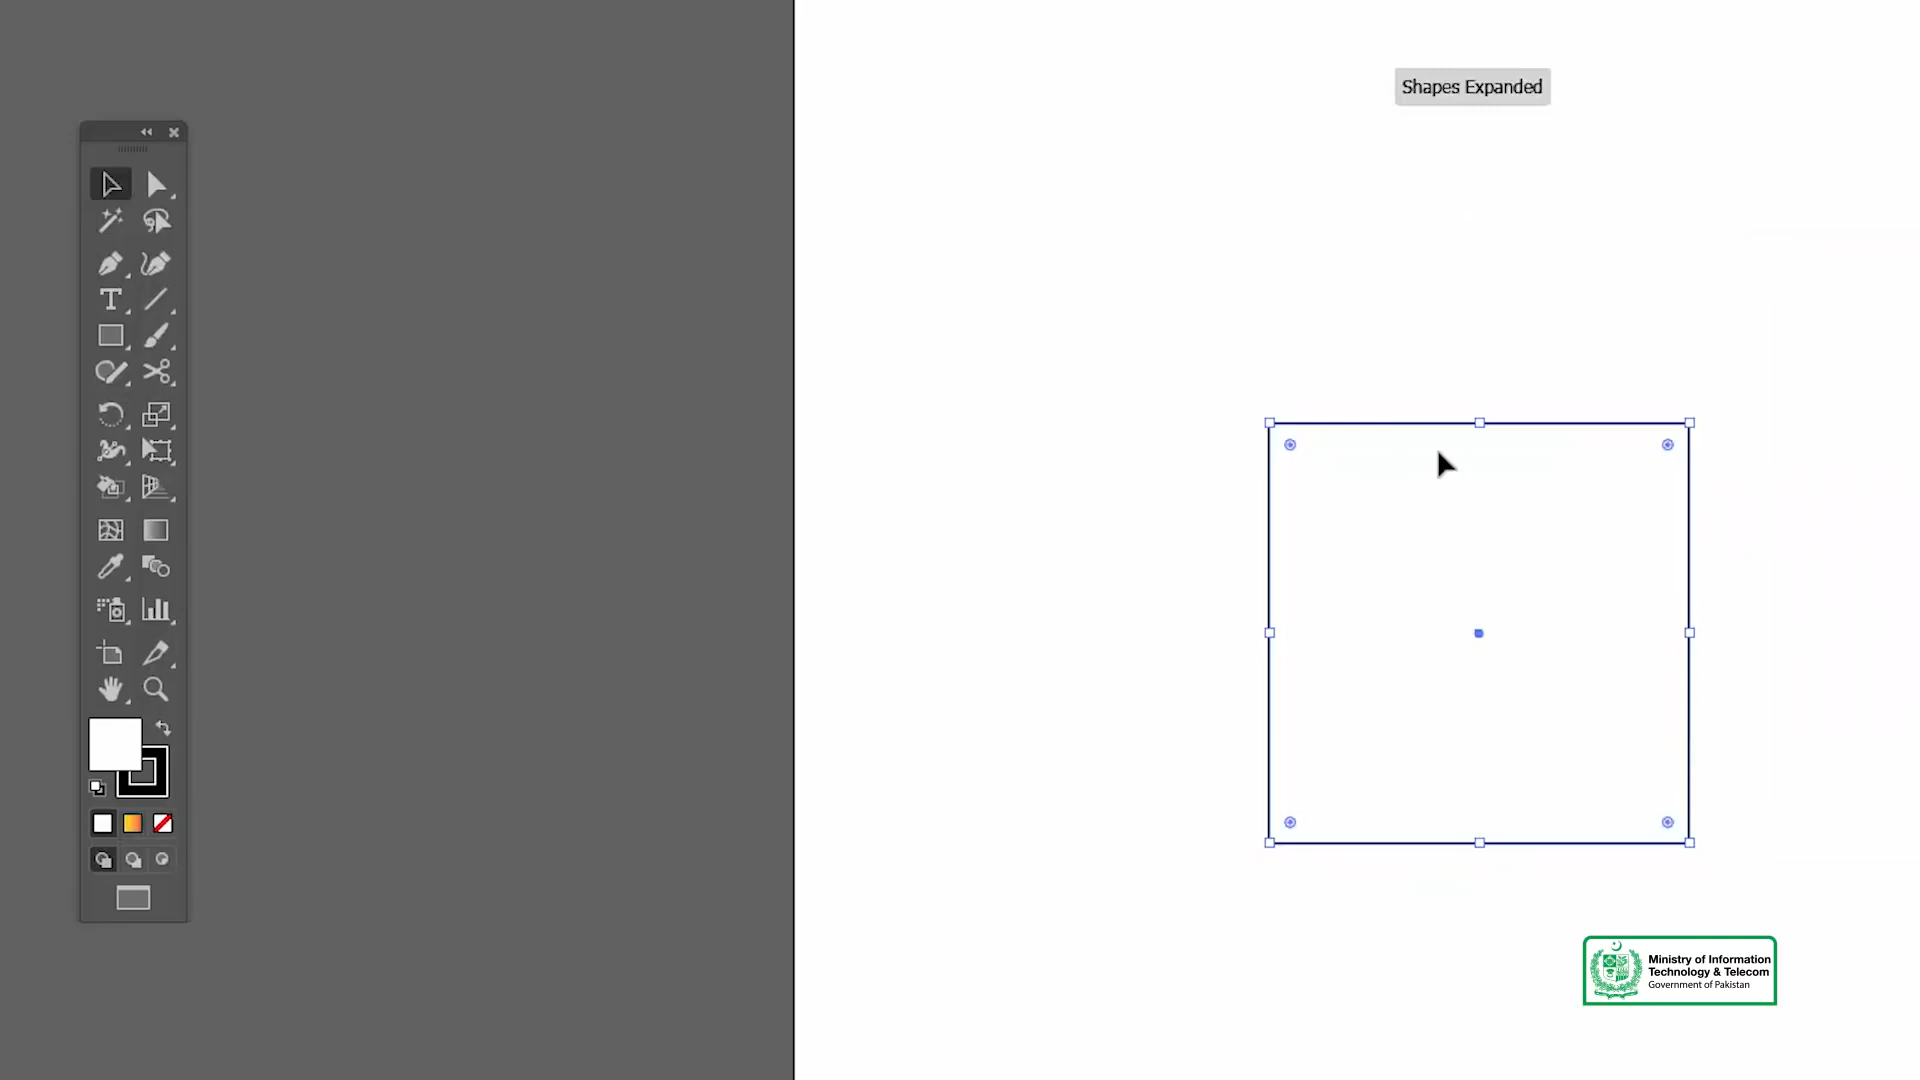 Shapes Expanded
Ministry of Information
Technology & Telecom
Government of Pakistan